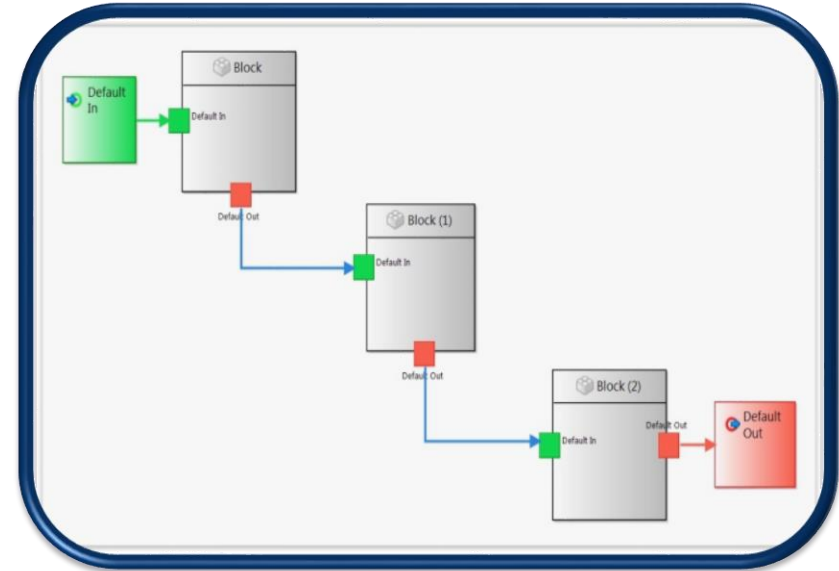 Default
In
Block
Default In
Default Out
Block (1)
Default In
Default Out
Block (2)
Default In
Default Out
Default
Out